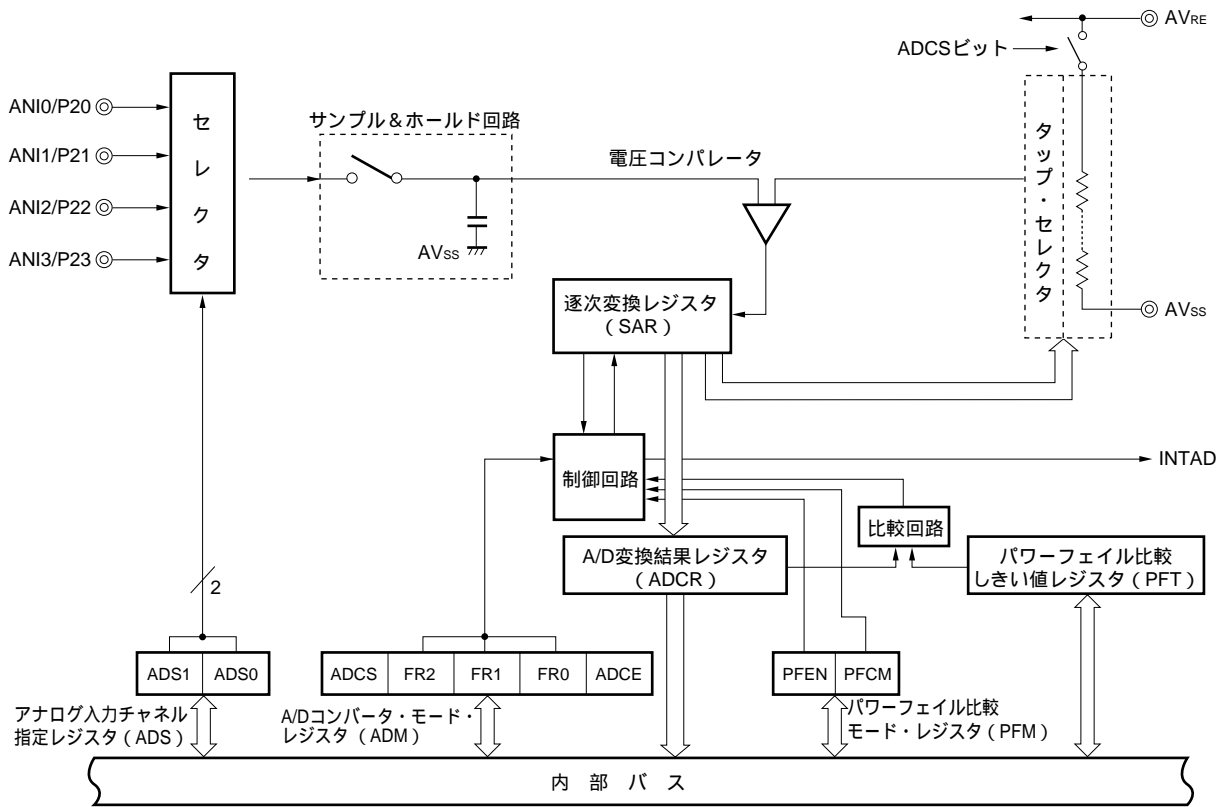 AVRE
ADCSビット
ANI0/P20
ANI1/P21
ANI2/P22
ANI3/P23
セレクタ
サンプル＆ホールド回路
AVSS
電圧コンパレータ
タップ・セレクタ
AVSS
逐次変換レジスタ
（SAR）
制御回路
INTAD
比較回路
A/D変換結果レジスタ
（ADCR）
パワーフェイル比較
しきい値レジスタ（PFT）
2
ADS1 ADS0
ADCS FR2 FR1 FR0 ADCE
PFEN PFCM
アナログ入力チャネル
指定レジスタ（ADS）
A/Dコンバータ・モード・
レジスタ（ADM）
パワーフェイル比較
モード・レジスタ（PFM）
内 部 バ ス